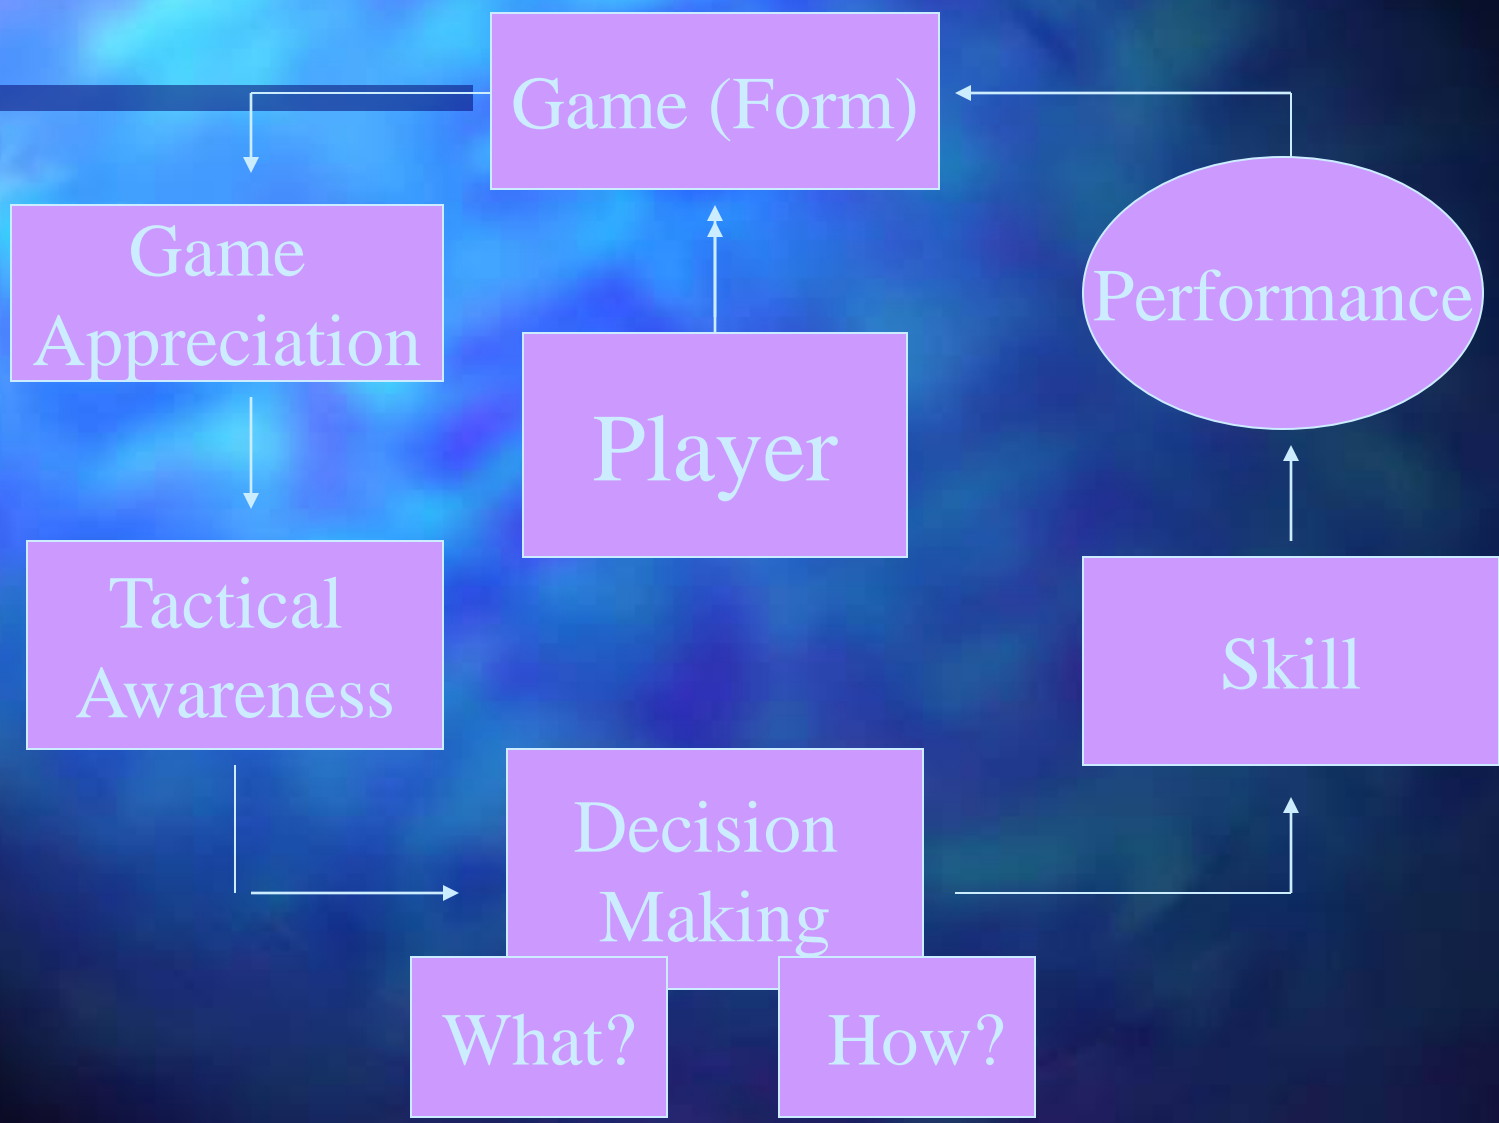 Game (Form)
Game
Appreciation
Performance
Player
Tactical
Awareness
Skill
Decision
Making
What?
How?